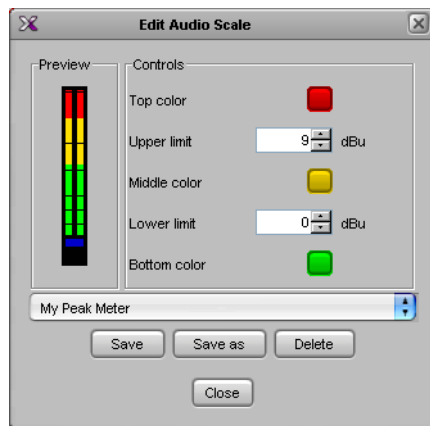 Edit Audio Scale
Preview
Controls
Top color
Upper limit 9 dBu
Middle color
Lower limit 0 dBu
Bottom color
My Peak Meter
Save Save as Delete
Close